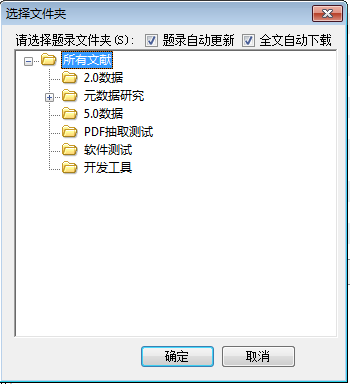 选择文件夹
请选择题录文件夹(S): 题录自动更新 全文自动下载
所有文献
2.0数据
元数据研究
5.0数据
PDF抽取测试
软件测试
开发工具
确定 取消